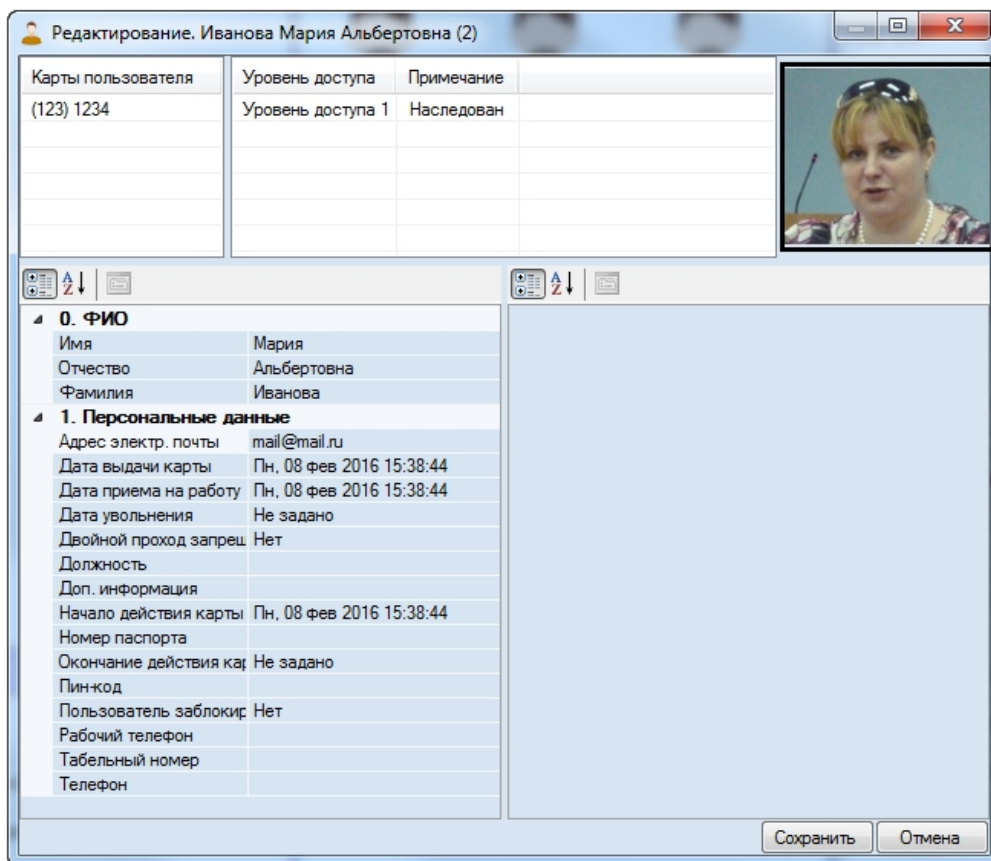 Редактирование. Иванова Мария Альбертовна (2)
Карты пользователя Уровень доступа Примечание
(123) 1234 Уровень доступа 1 Наследован
0. ФИО
Имя Мария
Отчество Альбертовна
Фамилия Иванова
1. Персональные данные
Адрес электр. почты mail@mail.ru
Дата выдачи карты Пн, 08 фев 2016 15:38:44
Дата приема на работу Пн, 08 фев 2016 15:38:44
Дата увольнения Не задано
Двойной проход запрещ Нет
Должность
Доп. информация
Начало действия карты Пн, 08 фев 2016 15:38:44
Номер паспорта
Окончание действия кар Не задано
Пин-код
Пользователь заблокир Нет
Рабочий телефон
Табельный номер
Телефон
Сохранить Отмена